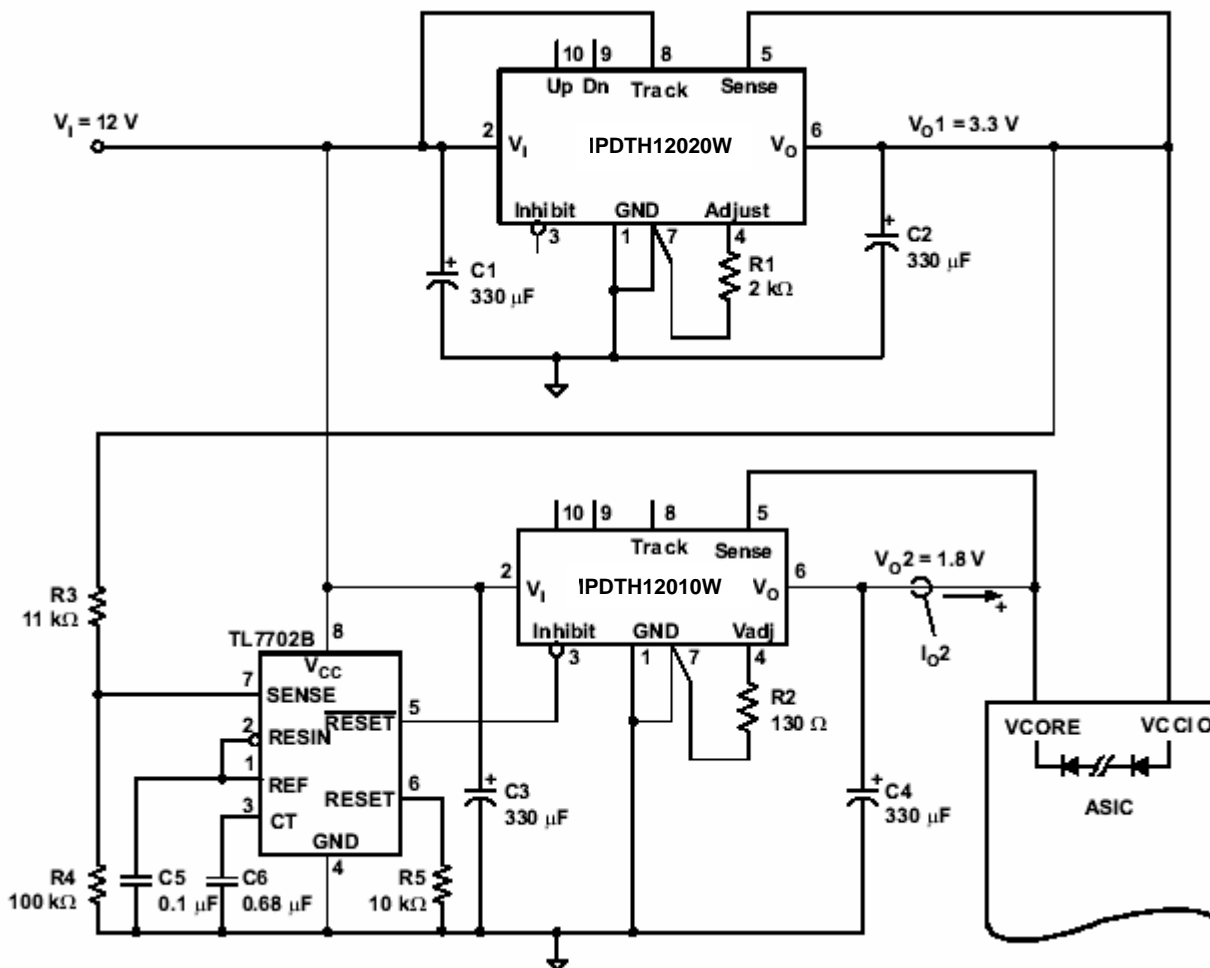 10 9 8 5
Up Dn Track Sense
V_I = 12 V
2 V_I IPDTH12020W V_O 6 V_O1 = 3.3 V
Inhibit GND Adjust
3 1 7 4
C1
330 μF
R1
2 kΩ
C2
330 μF
10 9 8 5
Track Sense
2 V_I IPDTH12010W V_O 6 V_O2 = 1.8 V
+
Inhibit GND Vadj
3 1 7 4
I_O2
R3
11 kΩ
TL7702B
8
V_CC
7 SENSE
5
RESET
2 RESIN
1 REF
6
RESET
3 CT
GND
4
R2
130 Ω
C3
330 μF
C4
330 μF
VCORE VCCIO
ASIC
R4
100 kΩ
C5
0.1 μF
C6
0.68 μF
R5
10 kΩ